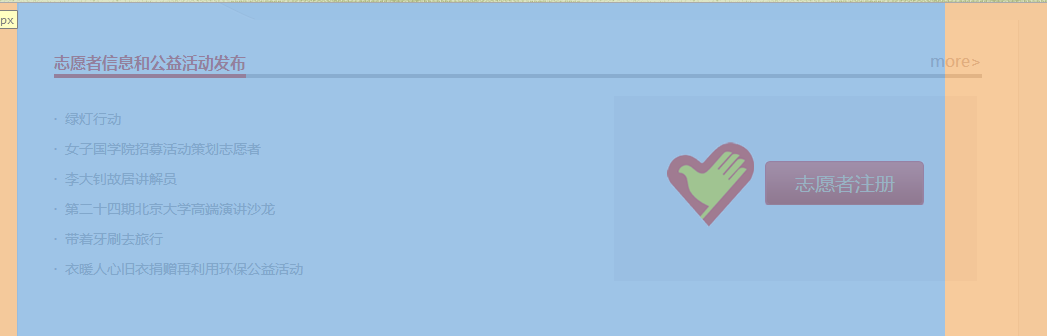 px
志愿者信息和公益活动发布
more>
· 绿灯行动
· 女子国学院招募活动策划志愿者
· 李大钊故居讲解员
· 第二十四期北京大学高端演讲沙龙
· 带着牙刷去旅行
· 衣暖人心旧衣捐赠再利用环保公益活动
志愿者注册